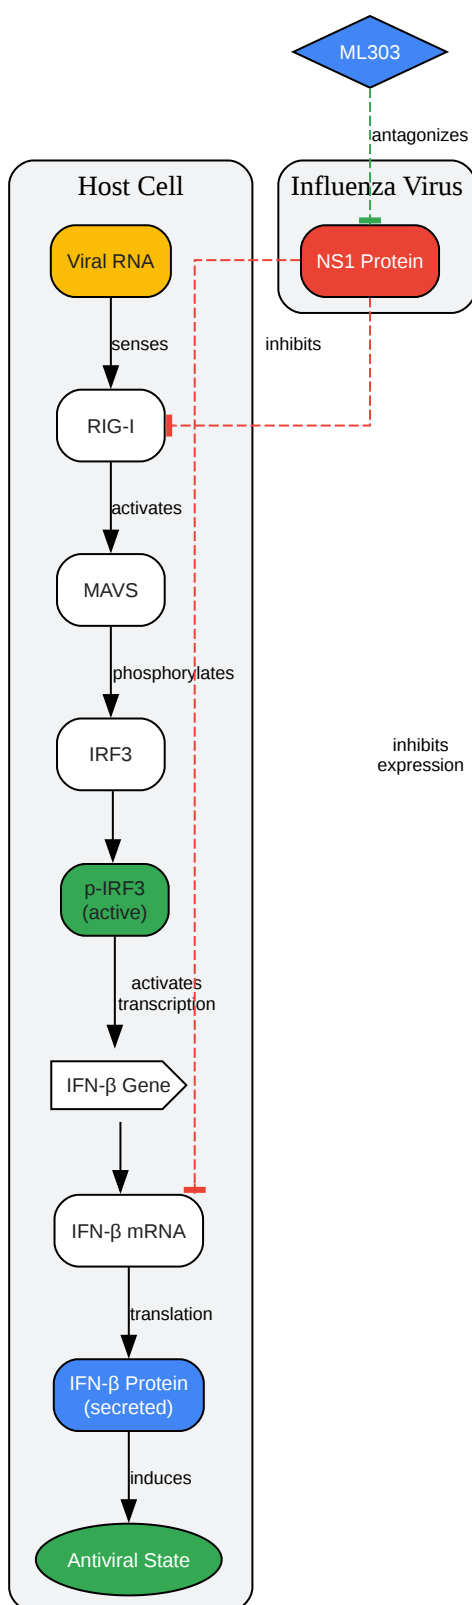 ML303
antagonizes
Host Cell
Influenza Virus
Viral RNA
NS1 Protein
senses
inhibits
RIG-I
activates
MAVS
phosphorylates
IRF3
inhibits
expression
p-IRF3
(active)
activates
transcription
IFN-β Gene
IFN-β mRNA
translation
IFN-β Protein
(secreted)
induces
Antiviral State